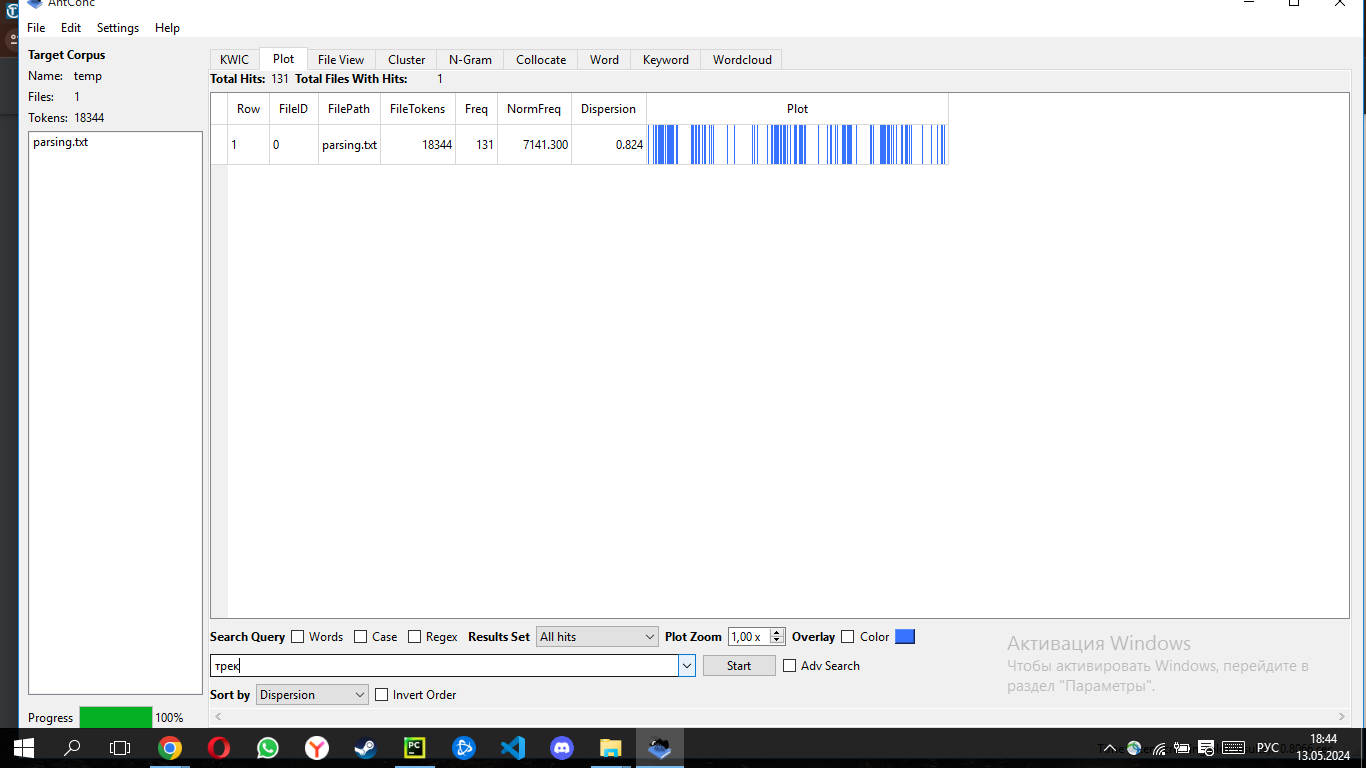 AntConc
File Edit Settings Help
Target Corpus
Name: temp
Files: 1
Tokens: 18344
parsing.txt
Progress 100%
KWIC Plot File View Cluster N-Gram Collocate Word Keyword Wordcloud
Total Hits: 131 Total Files With Hits: 1
Row FileID FilePath FileTokens Freq NormFreq Dispersion Plot
1 0 parsing.txt 18344 131 7141.300 0.824
Search Query Words Case Regex Results Set All hits Plot Zoom 1,00 x Overlay Color
трек Start Adv Search
Sort by Dispersion Invert Order
Активация Windows
Чтобы активировать Windows, перейдите в
раздел "Параметры".
PC
РУС
18:44
13.05.2024